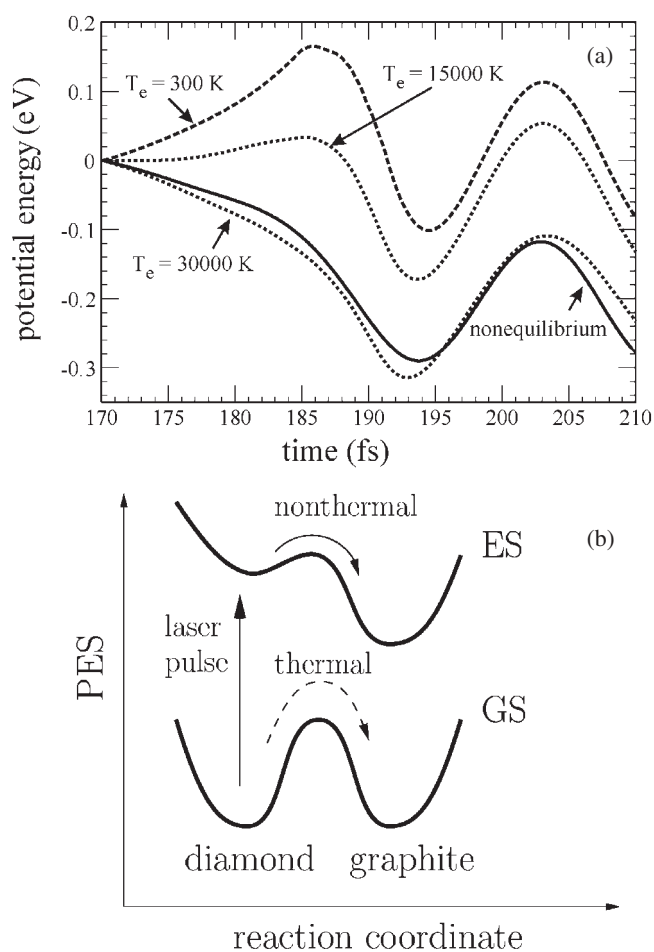 0.2
(a)
T_e = 300 K
T_e = 15000 K
0.1
0
-0.1
T_e = 30000 K
-0.2
nonequilibrium
-0.3
potential energy (eV)
170 175 180 185 190 195 200 205 210
time (fs)
nonthermal
ES
(b)
laser
pulse
thermal
GS
PES
diamond graphite
reaction coordinate